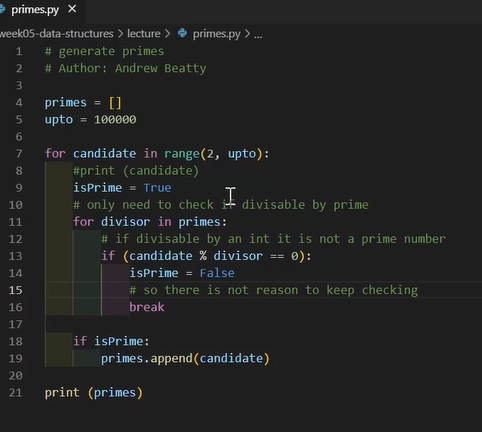 primes.py ×
week05-data-structures > lecture > primes.py > ...
1 # generate primes
2 # Author: Andrew Beatty
3
4 primes = []
5 upto = 100000
6
7 for candidate in range(2, upto):
8     #print (candidate)
9     isPrime = True
10     # only need to check if divisable by prime
11     for divisor in primes:
12         # if divisable by an int it is not a prime number
13         if (candidate % divisor == 0):
14             isPrime = False
15             # so there is not reason to keep checking
16             break
17
18     if isPrime:
19         primes.append(candidate)
20
21 print (primes)